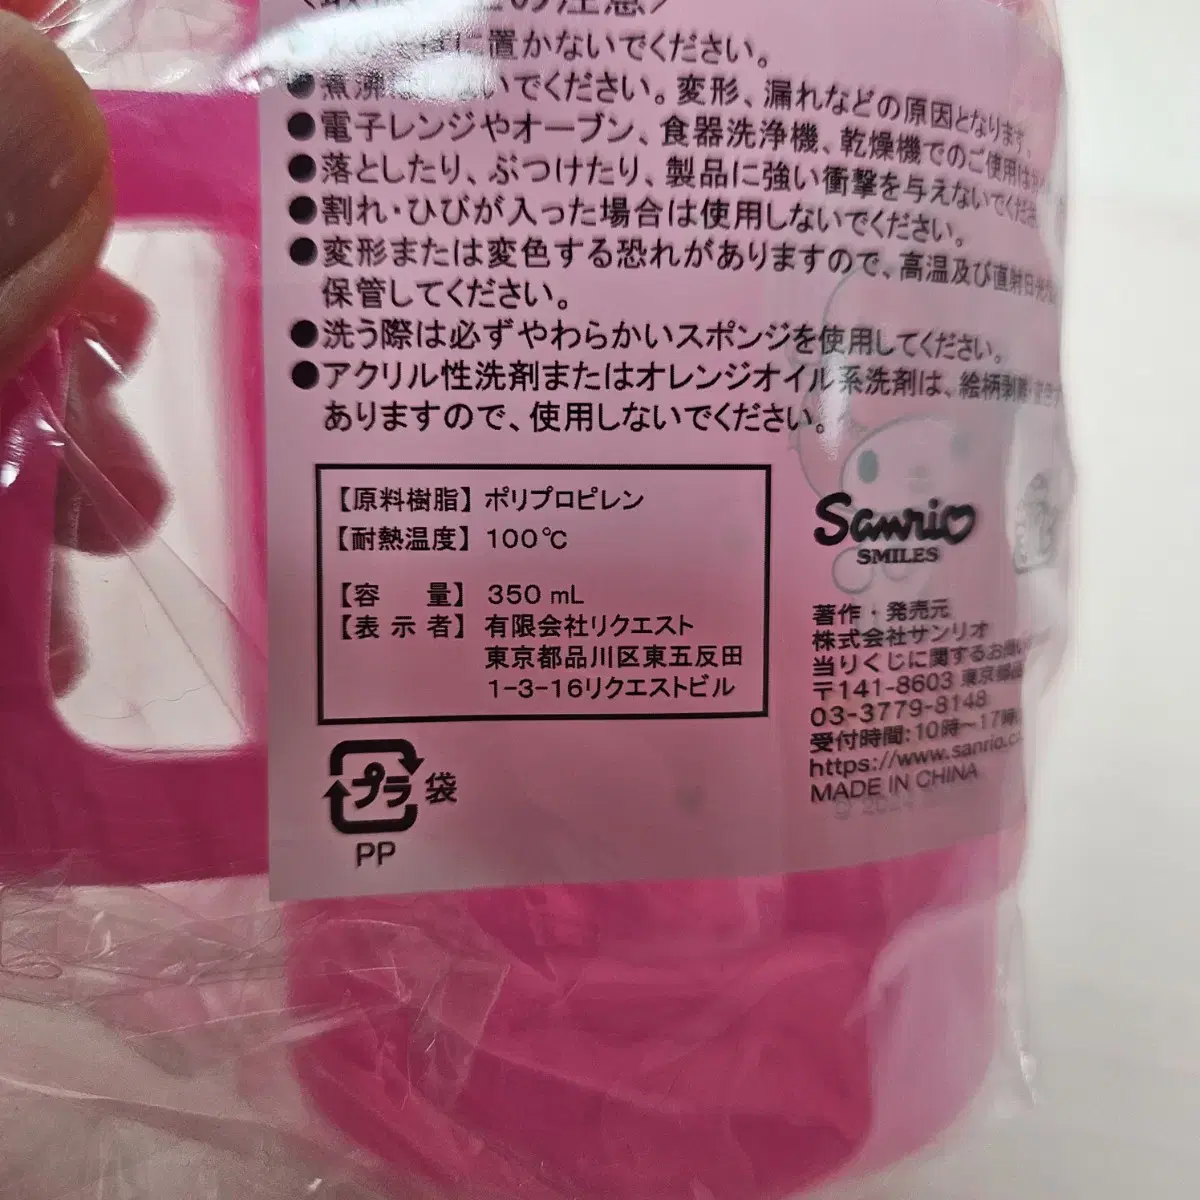 置かないでください。
ないでください。変形、漏れなどの原因となります。
●電子レンジやオーブン、食器洗浄機、乾燥機でのご使用は
●落としたり、ぶつけたり、製品に強い衝撃を与えないでくださ
●割れ・ひびが入った場合は使用しないでください。
●変形または変色する恐れがありますので、高温及び直射日光
保管してください。
●洗う際は必ずやわらかいスポンジを使用してください。
●アクリル性洗剤またはオレンジオイル系洗剤は、絵柄剥離
ありますので、使用しないでください。
【原料樹脂】ポリプロピレン
【耐熱温度】100℃
【容 量】350 mL
【表示者】有限会社リクエスト
東京都品川区東五反田
1-3-16リクエストビル
プラ 袋
PP
Sanrio
SMILES
著作・発売元
株式会社サンリオ
当りくじに関するお問い
〒141-8603 東京都品
03-3779-8148
受付時間:10時〜17時
https://www.sanrio.co
MADE IN CHINA